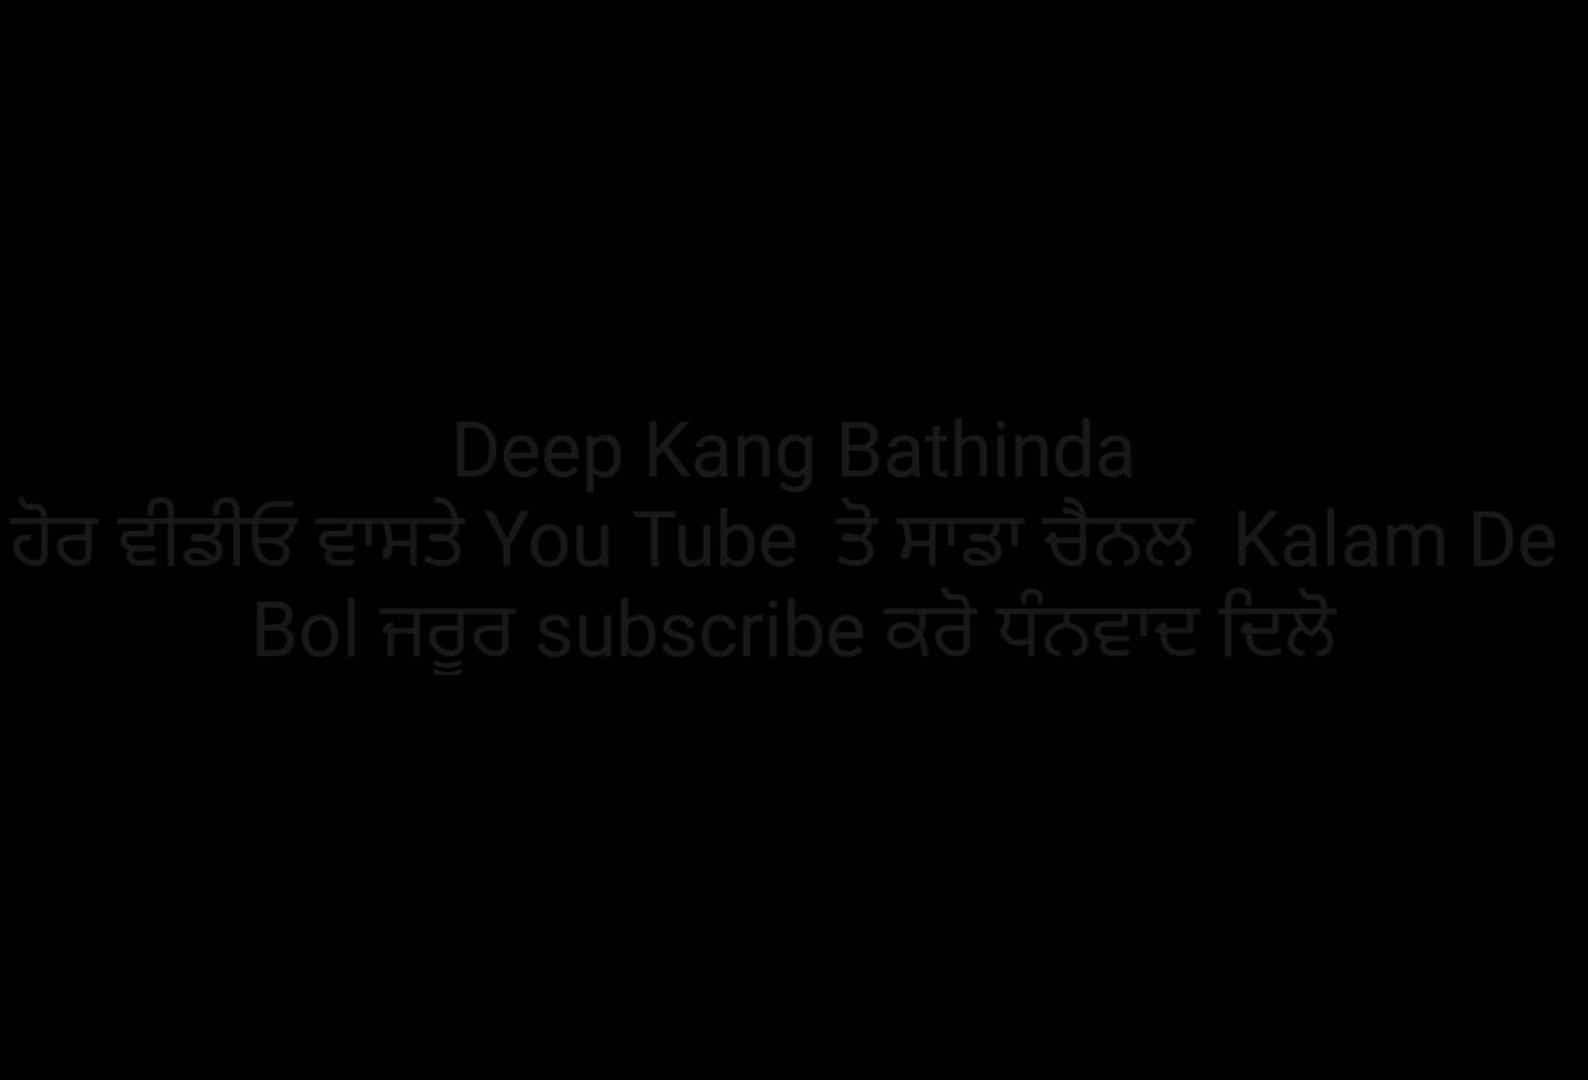 Deep Kang Bathinda
ਹੋਰ ਵੀਡੀਓ ਵਾਸਤੇ You Tube ਤੋ ਸਾਡਾ ਚੈਨਲ Kalam De
Bol ਜਰੂਰ subscribe ਕਰੋ ਧੰਨਵਾਦ ਦਿਲੋ